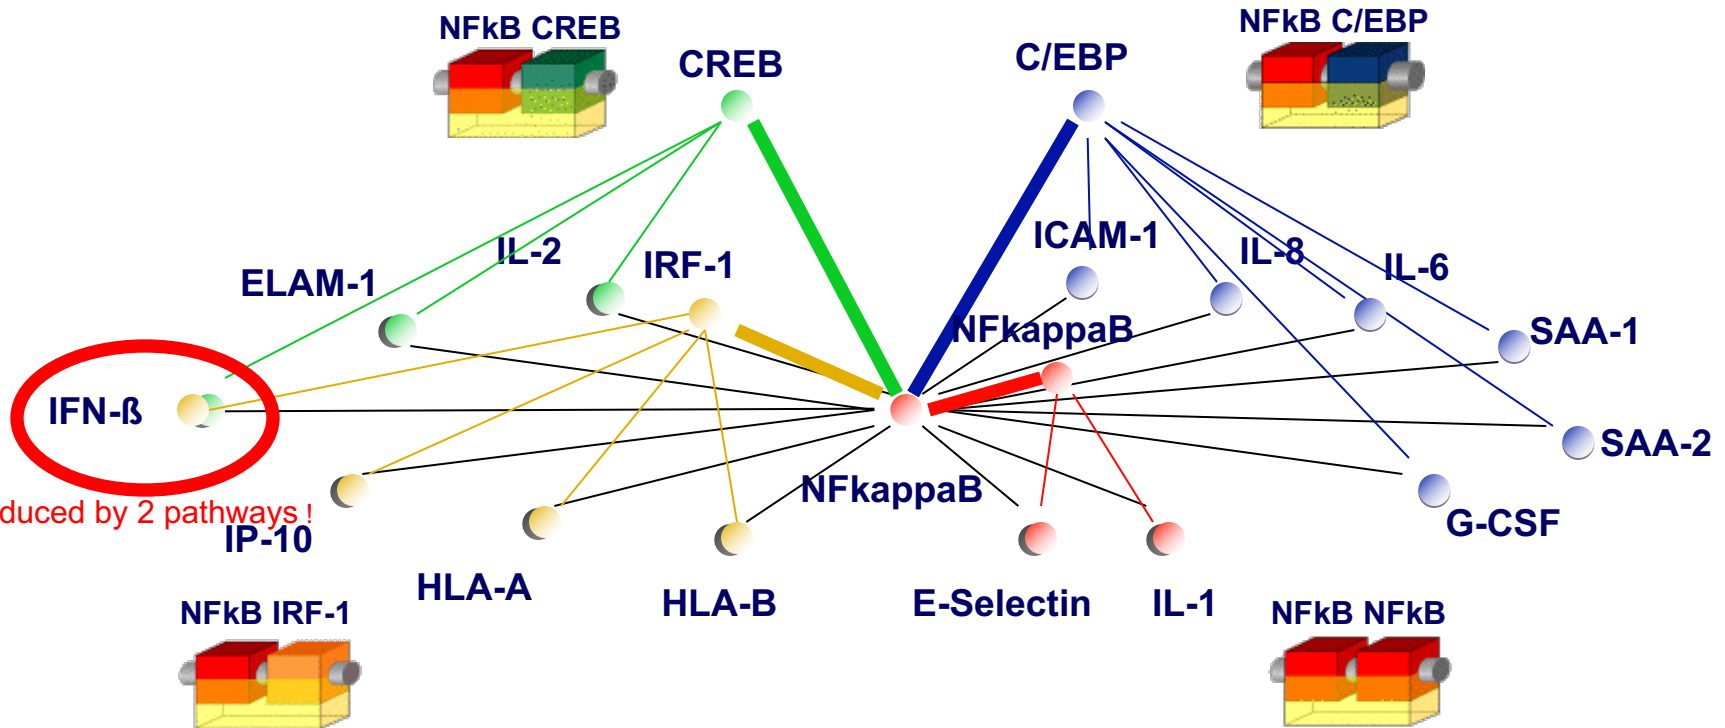 NFkB CREB
NFkB C/EBP
CREB
C/EBP
ICAM-1
IL-2
IL-8
IRF-1
IL-6
ELAM-1
NFkappaB
SAA-1
IFN-ß
SAA-2
NFkappaB
duced by 2 pathways !
G-CSF
IP-10
HLA-A
HLA-B
E-Selectin
IL-1
NFkB IRF-1
NFkB NFkB